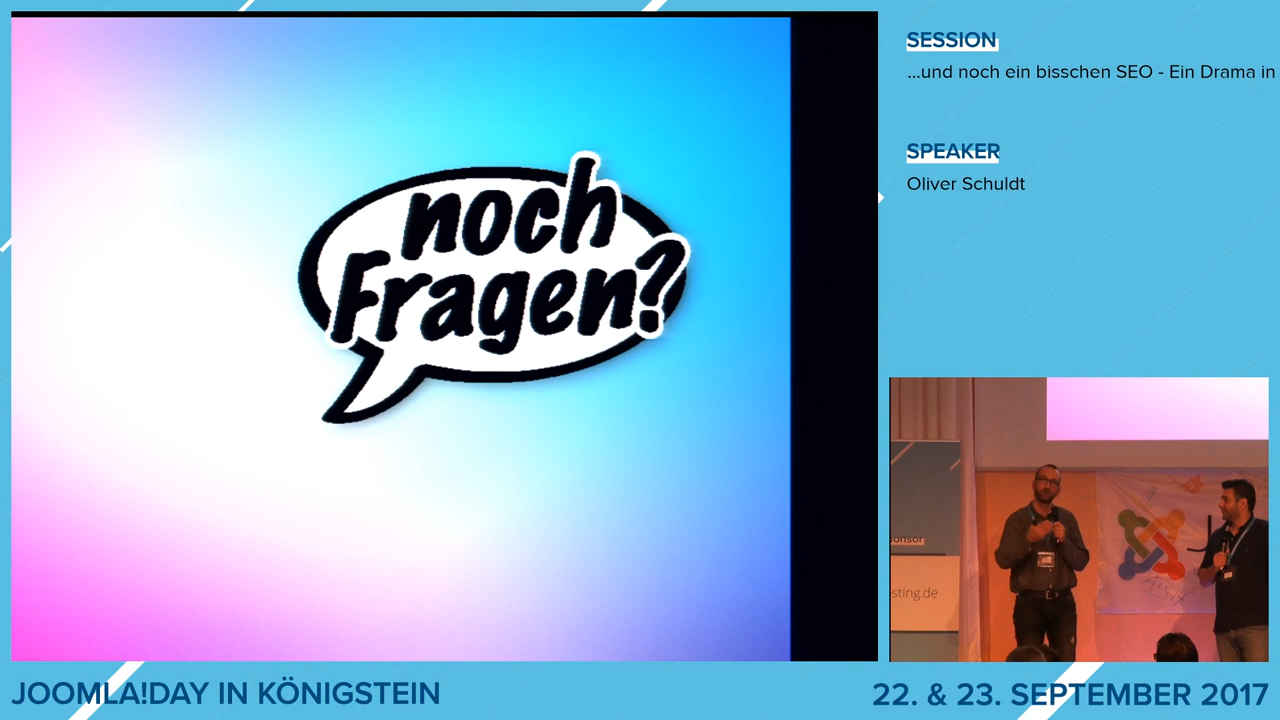 noch
Fragen?
SESSION
...und noch ein bisschen SEO - Ein Drama in
SPEAKER
Oliver Schuldt
onsor
sting.de
J
JOOMLA!DAY IN KÖNIGSTEIN
22. & 23. SEPTEMBER 2017